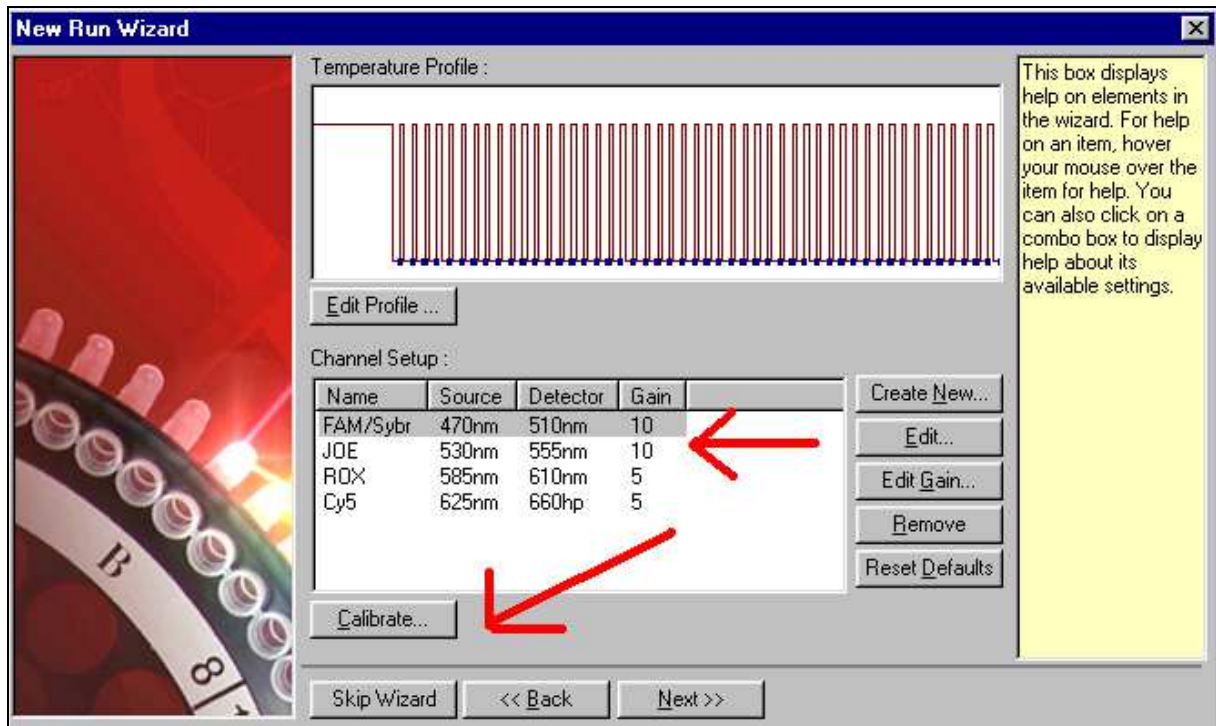 New Run Wizard
Temperature Profile :
Edit Profile ...
Channel Setup :
Name Source Detector Gain
FAM/Sybr 470nm 510nm 10
JOE 530nm 555nm 10
ROX 585nm 610nm 5
Cy5 625nm 660hp 5
Create New...
Edit...
Edit Gain...
Remove
Reset Defaults
Calibrate...
Skip Wizard
<< Back
Next >>
This box displays
help on elements in
the wizard. For help
on an item, hover
your mouse over the
item for help. You
can also click on a
combo box to display
help about its
available settings.
B
8